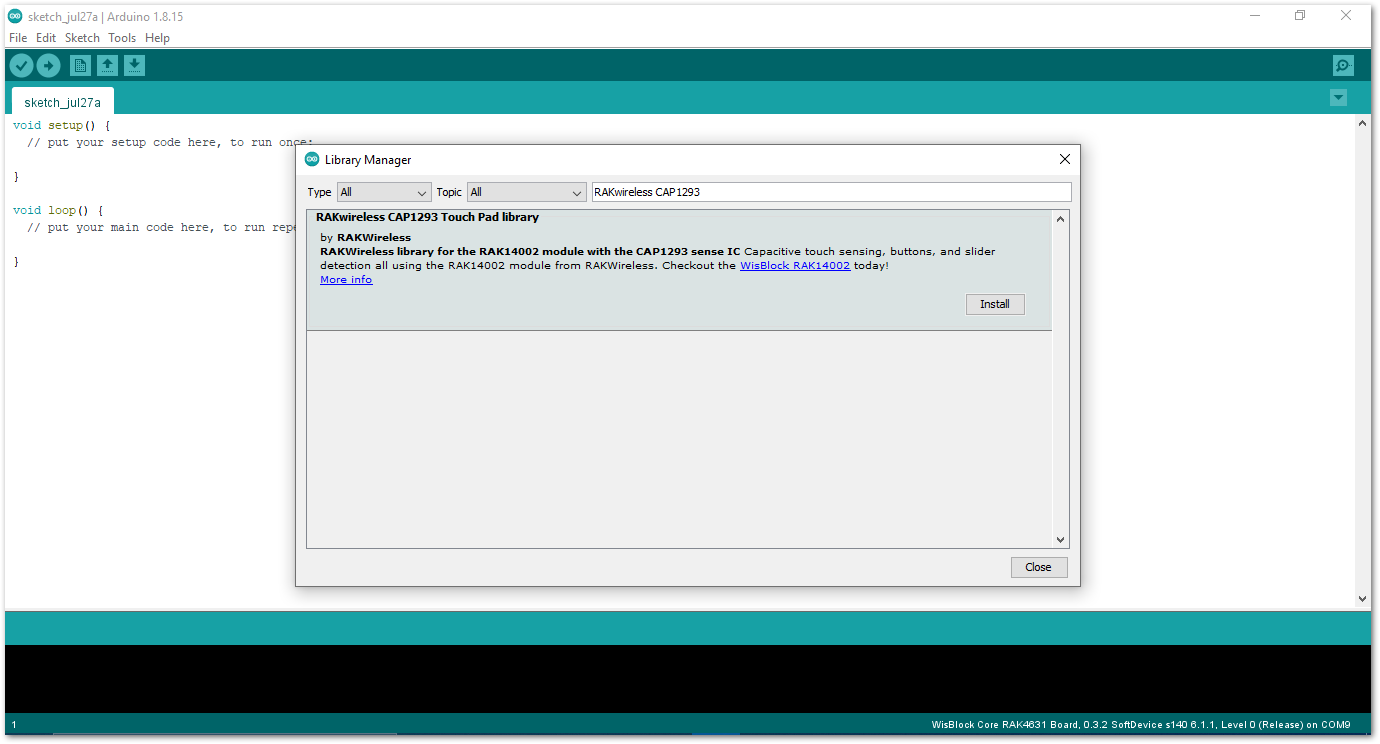 sketch_jul27a | Arduino 1.8.15
File Edit Sketch Tools Help
sketch_jul27a
void setup() {
// put your setup code here, to run once:
}
void loop() {
// put your main code here, to run repe
}
Library Manager
Type All Topic All RAKwireless CAP1293
RAKwireless CAP1293 Touch Pad library
by RAKWireless
RAKWireless library for the RAK14002 module with the CAP1293 sense IC Capacitive touch sensing, buttons, and slider
detection all using the RAK14002 module from RAKWireless. Checkout the WisBlock RAK14002 today!
More info
Install
Close
1 WisBlock Core RAK4631 Board, 0.3.2 SoftDevice s140 6.1.1, Level 0 (Release) on COM9